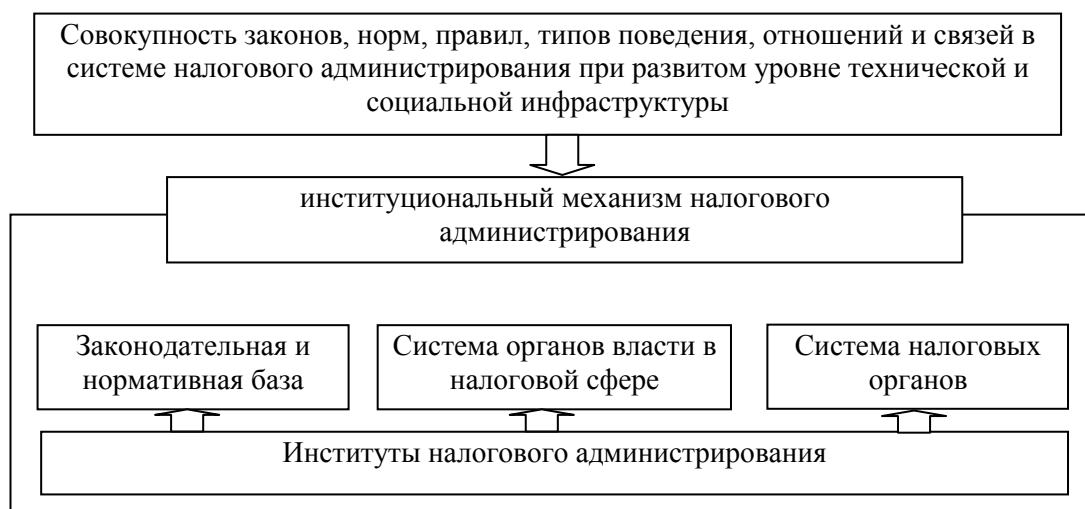 Совокупность законов, норм, правил, типов поведения, отношений и связей в
системе налогового администрирования при развитом уровне технической и
социальной инфраструктуры
институциональный механизм налогового
администрирования
Законодательная и
нормативная база
Система органов власти в
налоговой сфере
Система налоговых
органов
Институты налогового администрирования